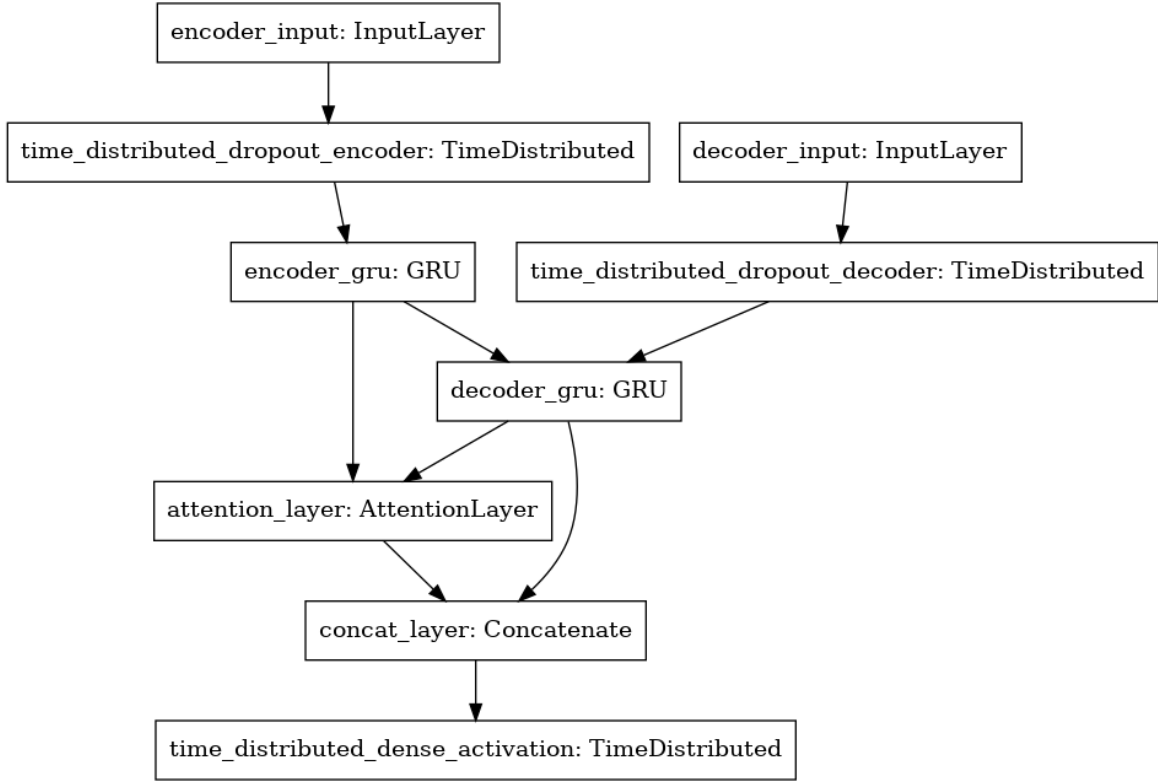 encoder_input: InputLayer
time_distributed_dropout_encoder: TimeDistributed
decoder_input: InputLayer
encoder_gru: GRU
time_distributed_dropout_decoder: TimeDistributed
decoder_gru: GRU
attention_layer: AttentionLayer
concat_layer: Concatenate
time_distributed_dense_activation: TimeDistributed